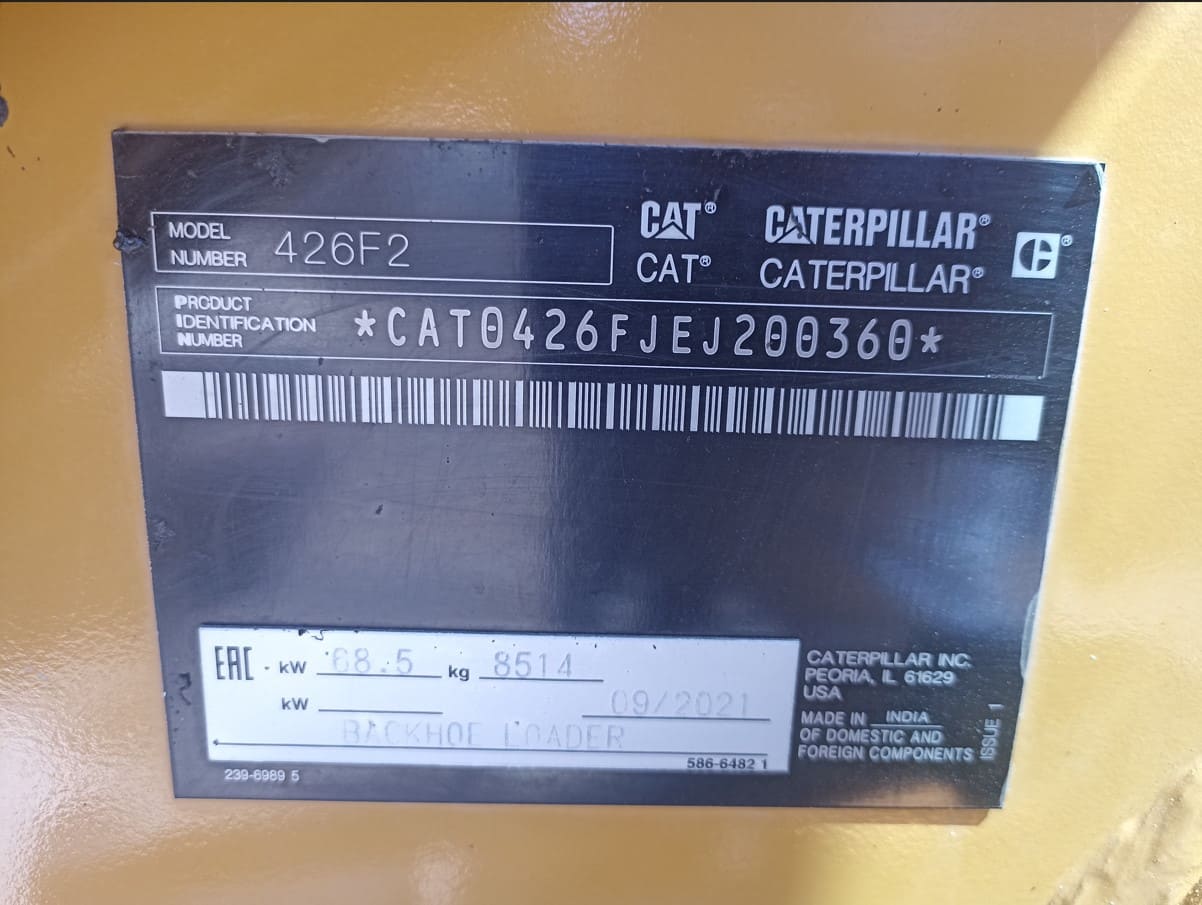 MODEL NUMBER 426F2
CAT® CATERPILLAR®
CAT® CATERPILLAR®
PRODUCT IDENTIFICATION NUMBER *CAT0426FJEJ200360*
EAC kW 68.5 kg 8514
kW 09/2021
BACKHOE LOADER
586-6482 1
239-6989 5
CATERPILLAR INC.
PEORIA, IL 61629
USA
MADE IN INDIA
OF DOMESTIC AND
FOREIGN COMPONENTS
ISSUE 1